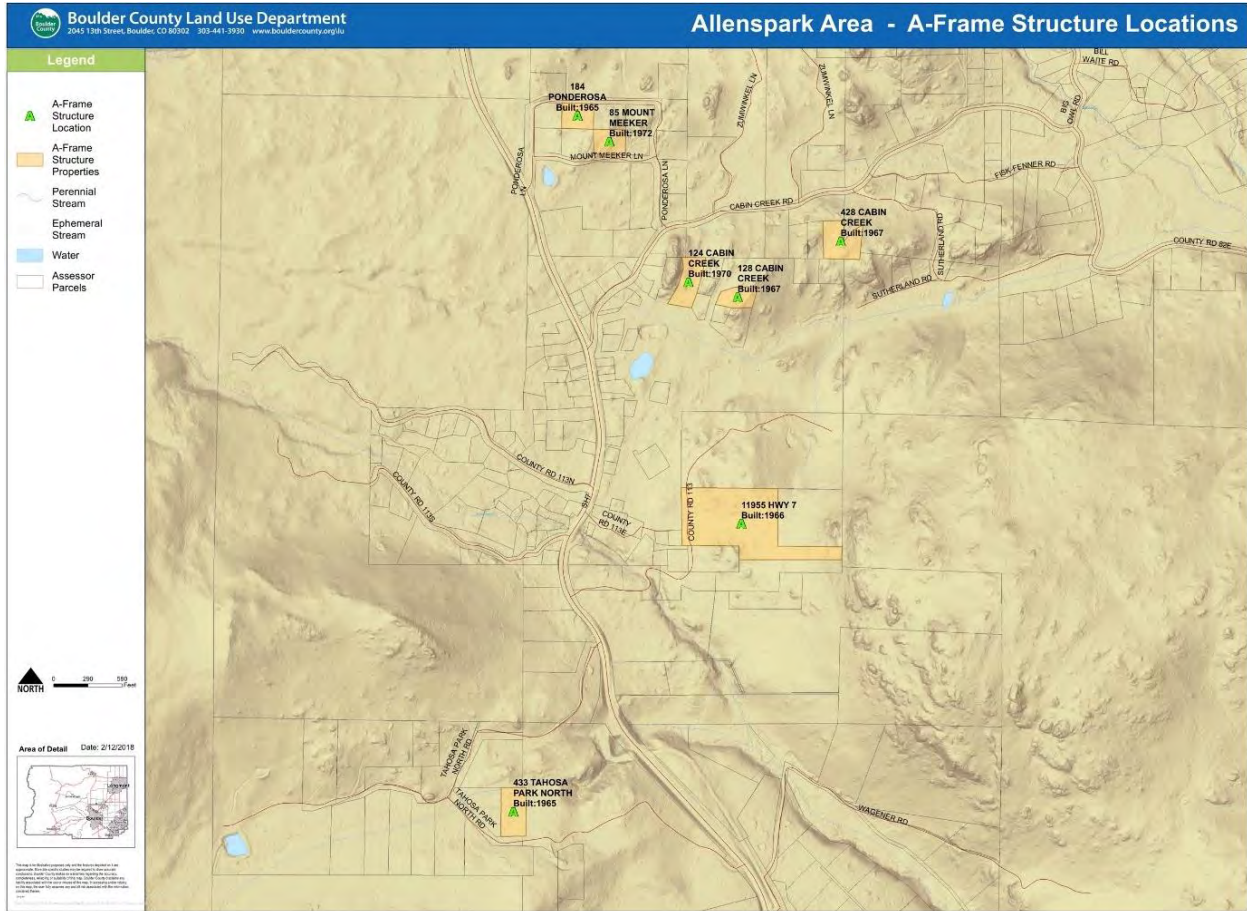 Boulder County Land Use Department
2045 13th Street, Boulder, CO 80302 303-441-3930 www.bouldercounty.org\lu
Boulder
County
Allenspark Area - A-Frame Structure Locations
Legend
A
A-Frame
Structure
Location
A-Frame
Structure
Properties
Perennial
Stream
Ephemeral
Stream
Water
Assessor
Parcels
NORTH
0 290 580
Feet
Area of Detail Date: 2/12/2018
184
PONDEROSA
Built:1965
A
85 MOUNT
MEEKER
Built:1972
A
MOUNT MEEKER LN
PONDEROSA
LN
PONDEROSA LN
ZUMWINKEL LN
ZUMWINKEL LN
BILL
WAITE RD
BIG
OWL RD
FISK-FENNER RD
CABIN CREEK RD
428 CABIN
CREEK
Built:1967
A
SUTHERLAND RD
COUNTY RD 82E
SUTHERLAND RD
124 CABIN
CREEK
Built:1970
A
128 CABIN
CREEK
Built:1967
A
COUNTY RD 113N
COUNTY RD 113S
SH7
COUNTY
RD 113E
COUNTY RD 113
11955 HWY 7
Built:1966
A
TAHOSA PARK
NORTH RD
TAHOSA PARK
NORTH RD
433 TAHOSA
PARK NORTH
Built:1965
A
WAGENER RD